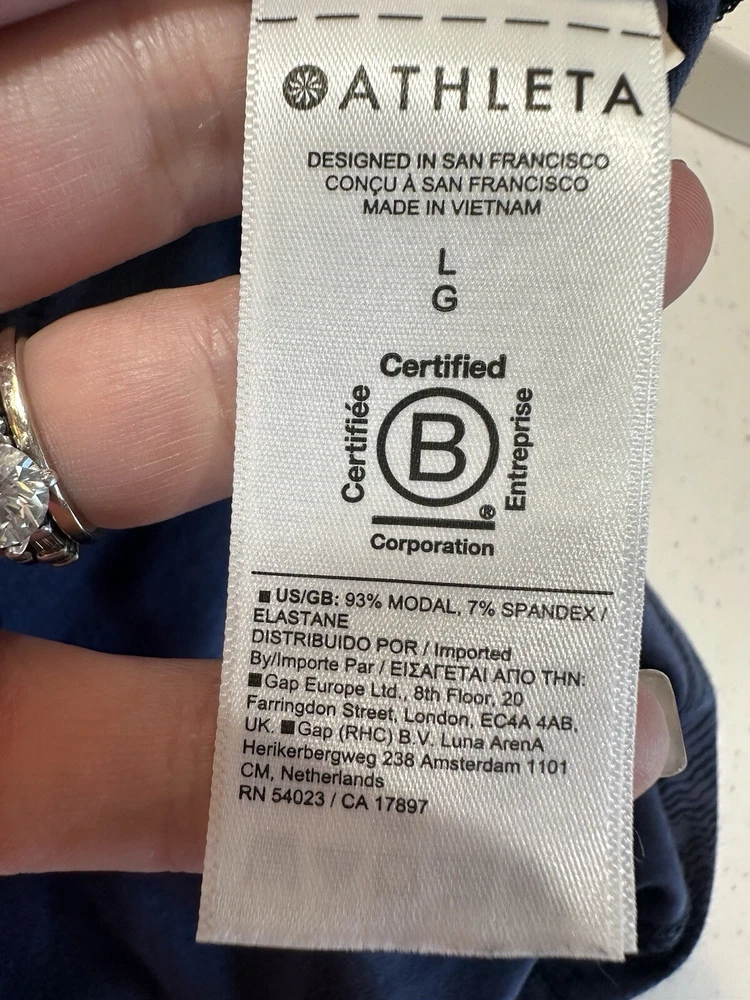 ATHLETA
DESIGNED IN SAN FRANCISCO
CONÇU À SAN FRANCISCO
MADE IN VIETNAM
L
G
Certified
Certifiée
B
Entreprise
®
Corporation
US/GB: 93% MODAL, 7% SPANDEX /
ELASTANE
DISTRIBUIDO POR / Imported
By/Importe Par / ΕΙΣΑΓΕΤΑΙ ΑΠΟ ΤΗΝ:
Gap Europe Ltd., 8th Floor, 20
Farringdon Street, London, EC4A 4AB,
UK. Gap (RHC) B.V. Luna ArenA
Herikerbergweg 238 Amsterdam 1101
CM, Netherlands
RN 54023 / CA 17897